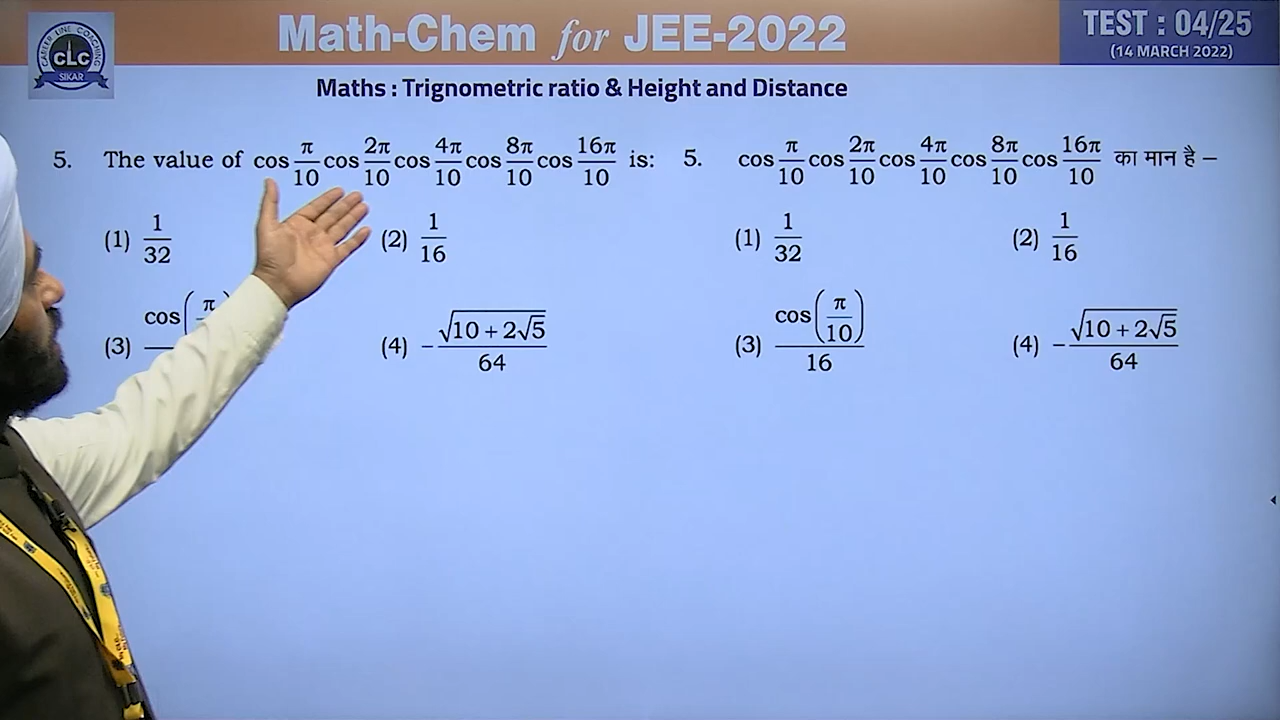 Math-Chem for JEE-2022
TEST : 04/25
(14 MARCH 2022)
CAREER LINE COACHING
CLC
SIKAR
Maths : Trignometric ratio & Height and Distance
5. The value of cos π/10 cos 2π/10 cos 4π/10 cos 8π/10 cos 16π/10 is:
(1) 1/32 (2) 1/16
(3) cos(π (4) -√(10 + 2√5)/64
5. cos π/10 cos 2π/10 cos 4π/10 cos 8π/10 cos 16π/10 का मान है –
(1) 1/32 (2) 1/16
(3) cos(π/10)/16 (4) -√(10 + 2√5)/64